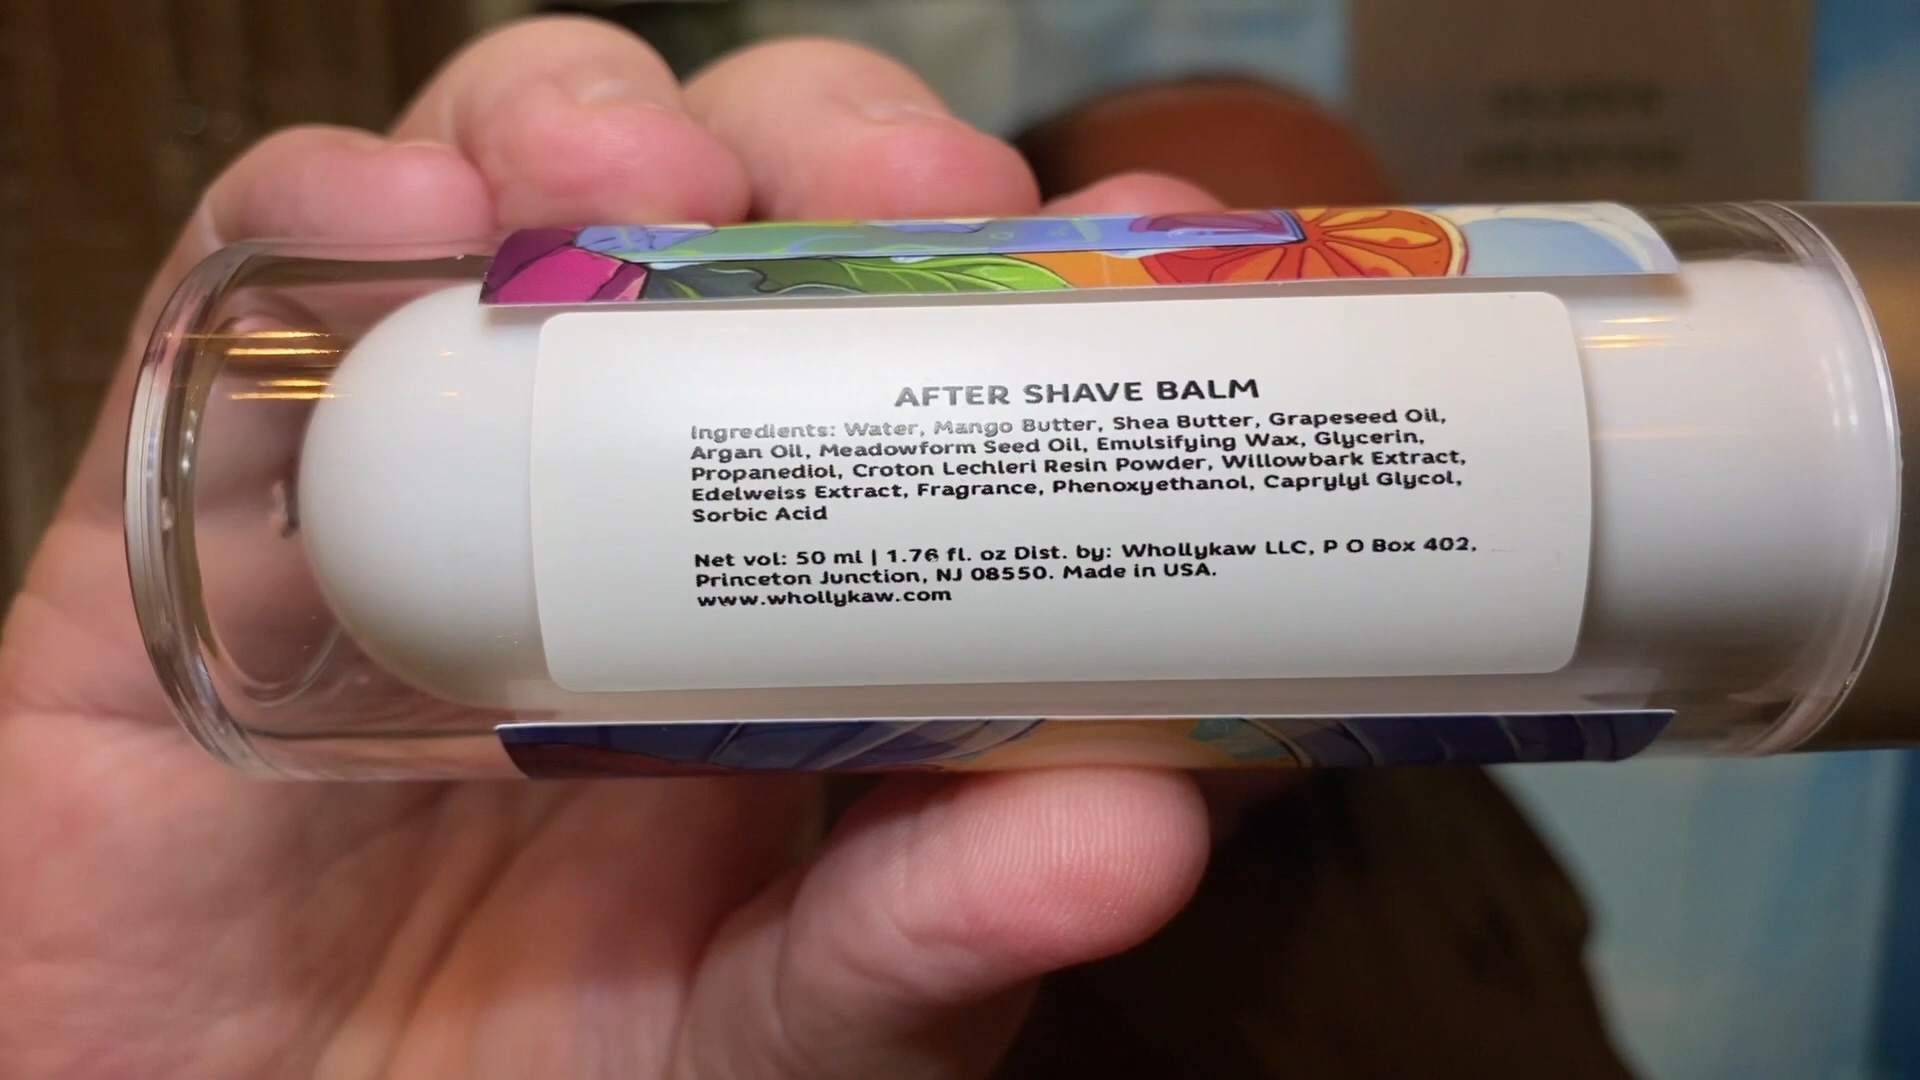 AFTER SHAVE BALM
Ingredients: Water, Mango Butter, Shea Butter, Grapeseed Oil,
Argan Oil, Meadowform Seed Oil, Emulsifying Wax, Glycerin,
Propanediol, Croton Lechleri Resin Powder, Willowbark Extract,
Edelweiss Extract, Fragrance, Phenoxyethanol, Caprylyl Glycol,
Sorbic Acid
Net vol: 50 ml | 1.76 fl. oz Dist. by: Whollykaw LLC, P O Box 402,
Princeton Junction, NJ 08550. Made in USA.
www.whollykaw.com